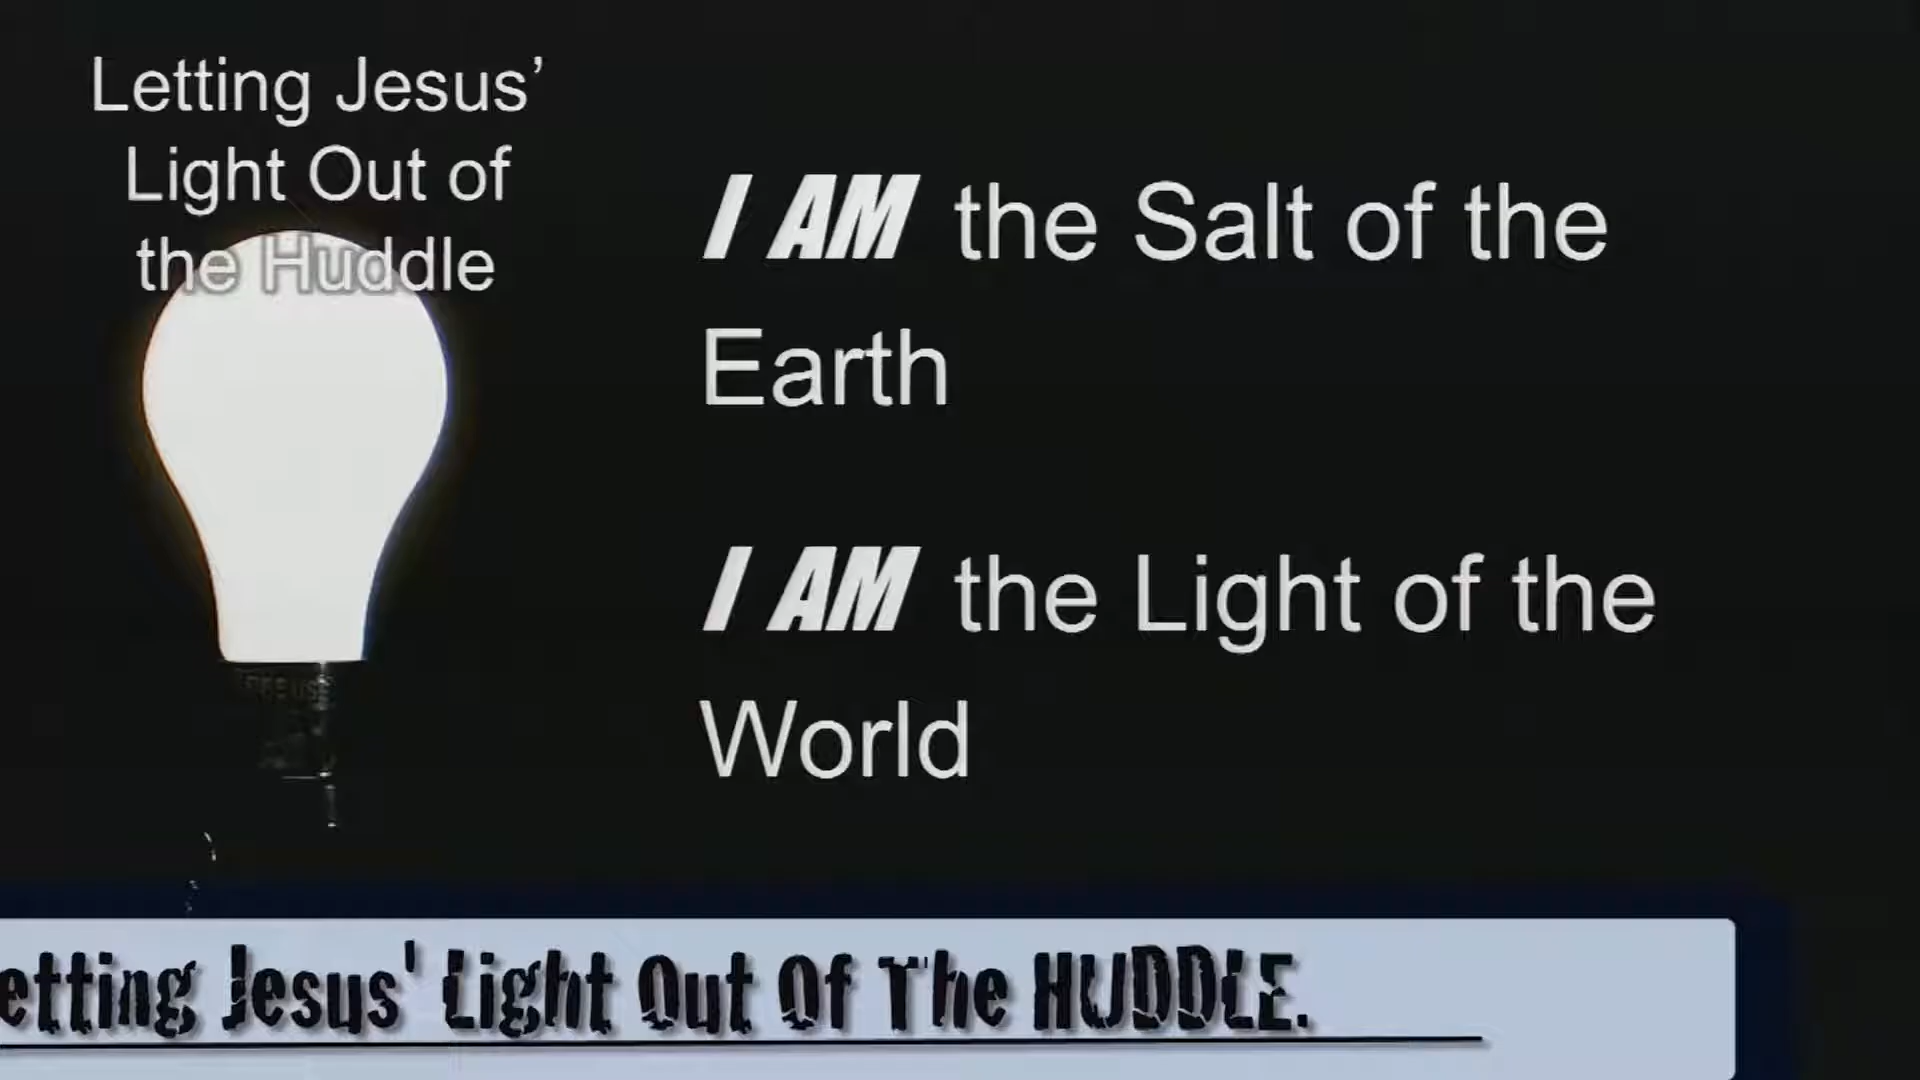 Letting Jesus’
Light Out of
the Huddle
I AM the Salt of the
Earth
I AM the Light of the
World
etting Jesus' Light Out Of The HUDDLE.